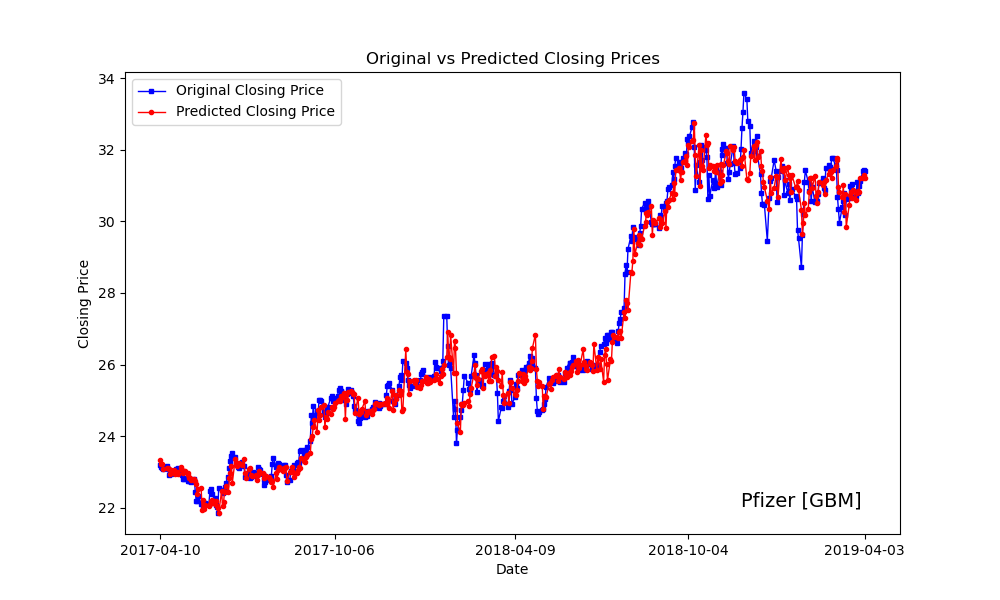 Original vs Predicted Closing Prices
Original Closing Price
Predicted Closing Price
34
32
30
28
26
24
22
Closing Price
Pfizer [GBM]
2017-04-10
2017-10-06
2018-04-09
2018-10-04
2019-04-03
Date